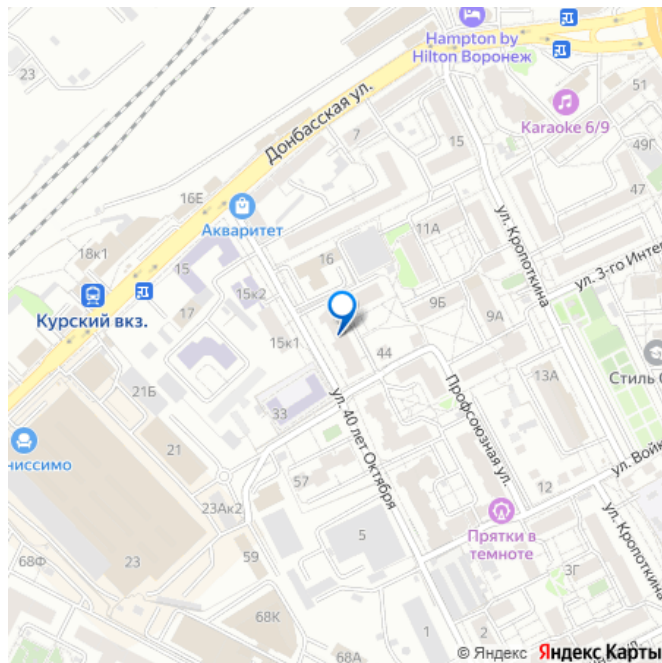 23
Hampton by
Hilton Воронеж
51
Karaoke 6/9
Донбасская ул.
7
15
49Г
47
16Е
Акваритет
11А
ул. Кропоткина
ул. 3-го Интер
18к1
15
16
15к2
Курский вкз.
17
9Б
9А
15к1
44
Стиль
13А
21Б
ул. 40 лет Октября
Профсоюзная ул.
33
ниссимо
21
ул. Войк
57
12
23Ак2
Прятки в
темноте
ул. Кропоткина
5
59
23
68Ф
3Г
68К
1
2
68А
© Яндекс Яндекс Карты